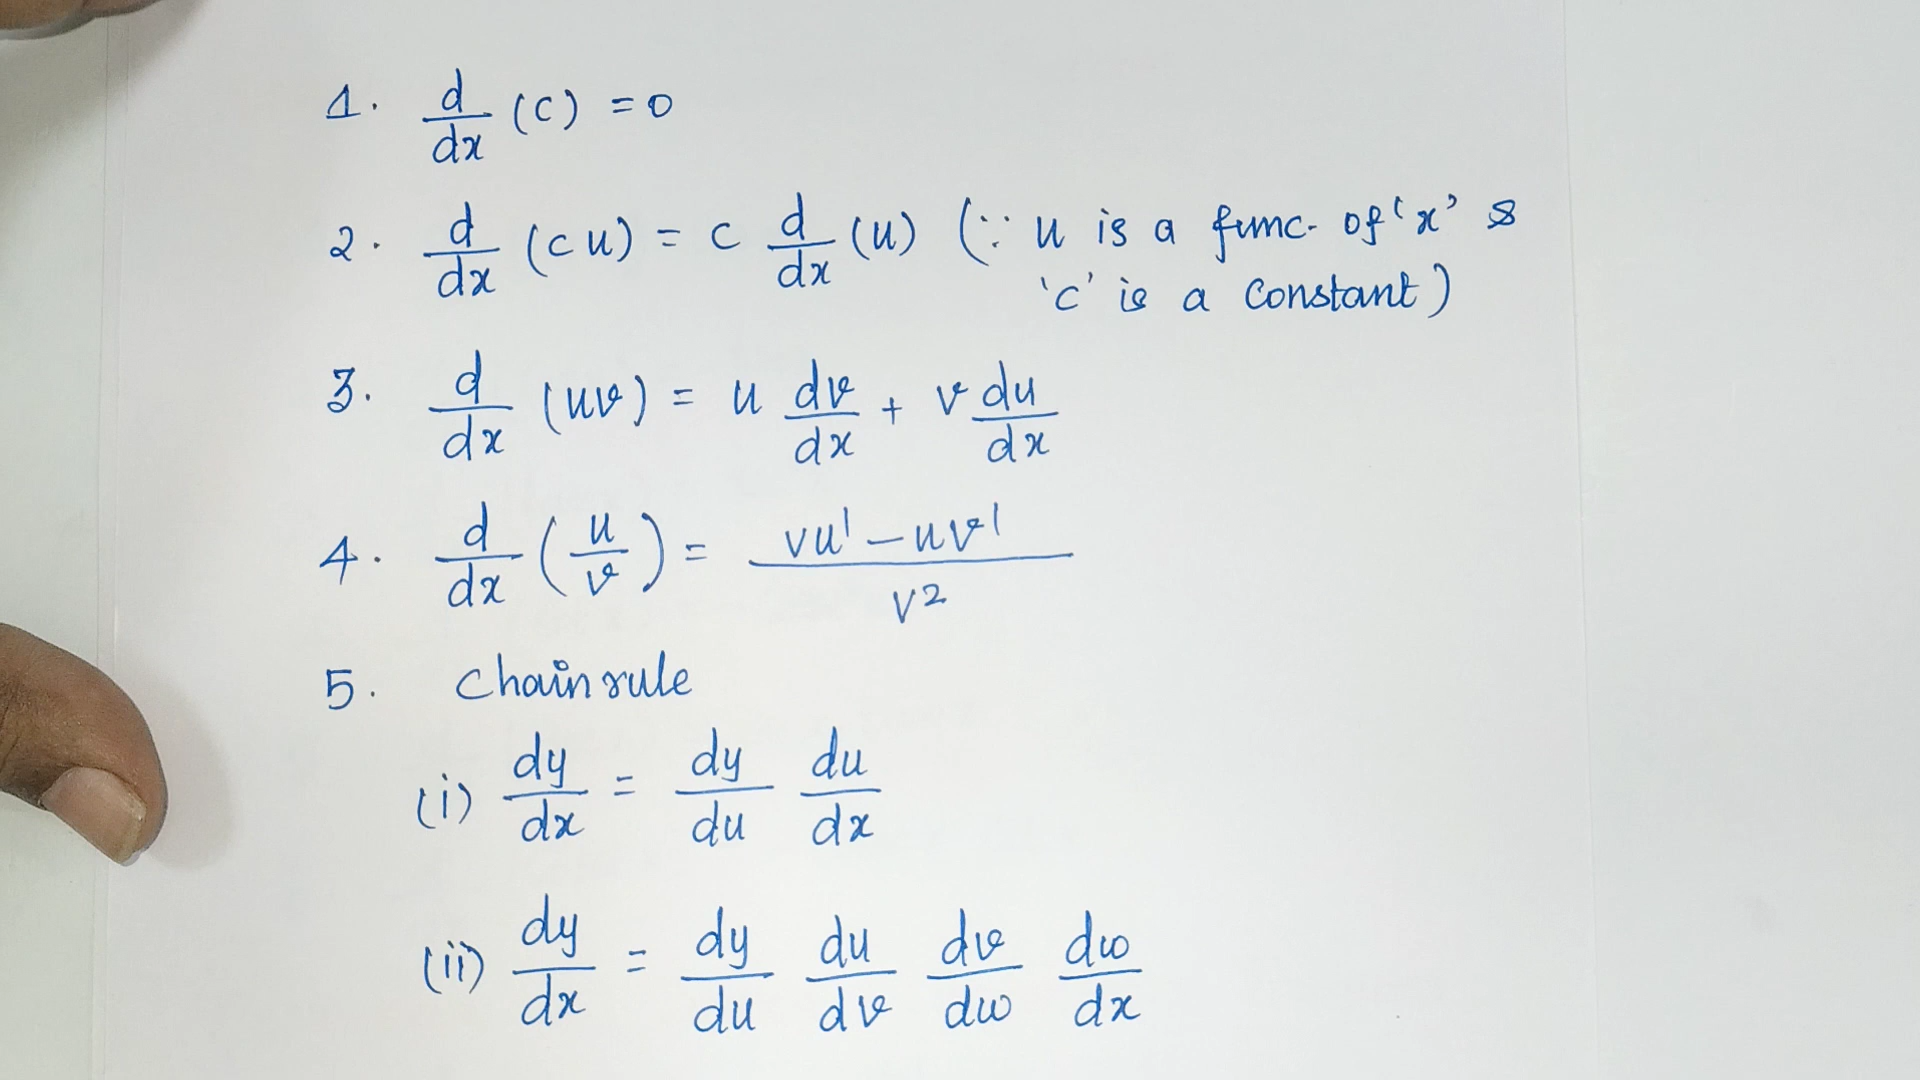 1. d/dx (c) = 0
2. d/dx (cu) = c d/dx (u) (∵ u is a func. of 'x' &
'c' is a constant)
3. d/dx (uv) = u dv/dx + v du/dx
4. d/dx (u/v) = vu' - uv' / v²
5. Chain rule
(i) dy/dx = dy/du du/dx
(ii) dy/dx = dy/du du/dv dv/dw dw/dx